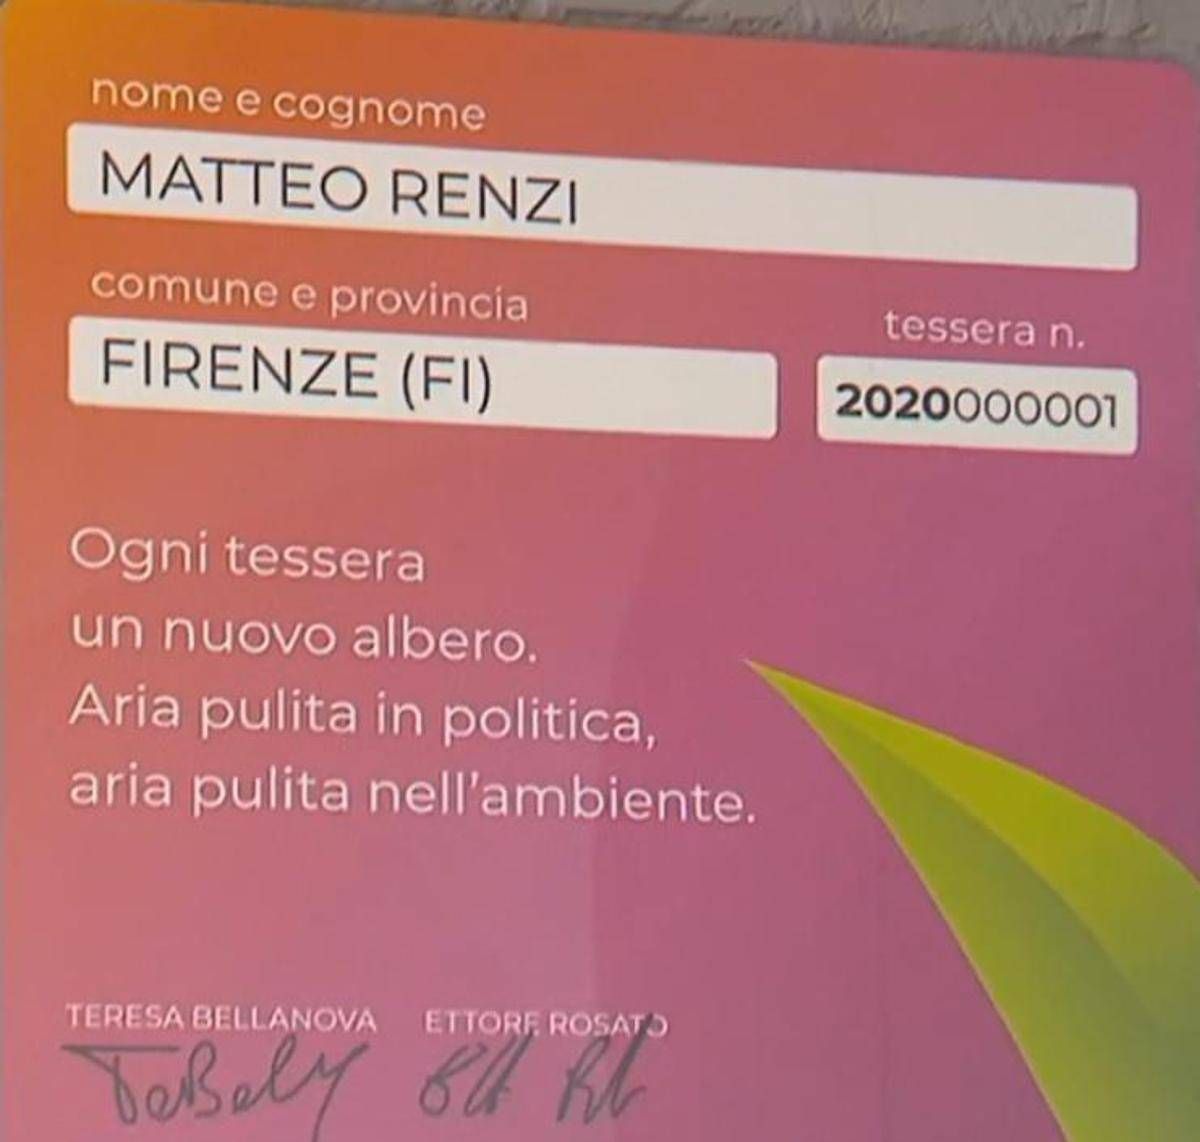 nome e cognome
MATTEO RENZI
comune e provincia
tessera n.
FIRENZE (FI)
2020000001
Ogni tessera
un nuovo albero.
Aria pulita in politica,
aria pulita nell'ambiente.
TERESA BELLANOVA ETTORE ROSATO